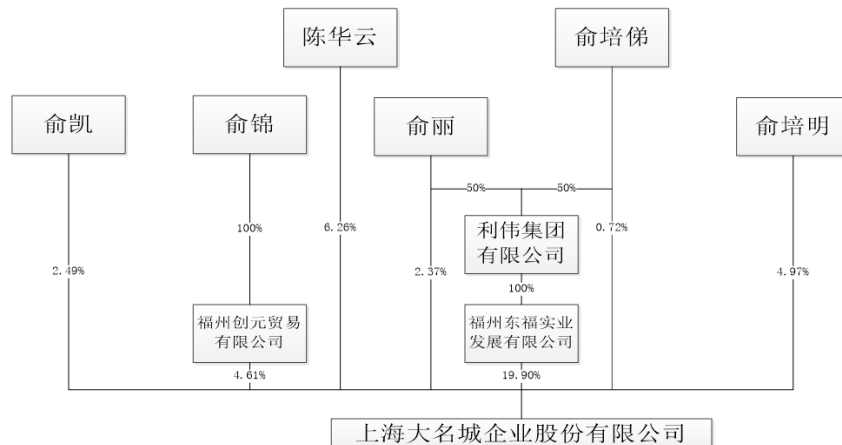 陈华云
俞培俤
俞凯
俞锦
俞丽
俞培明
50%
50%
100%
6.26%
利伟集团
有限公司
0.72%
2.49%
2.37%
4.97%
100%
福州创元贸易
有限公司
福州东福实业
发展有限公司
4.61%
19.90%
上海大名城企业股份有限公司